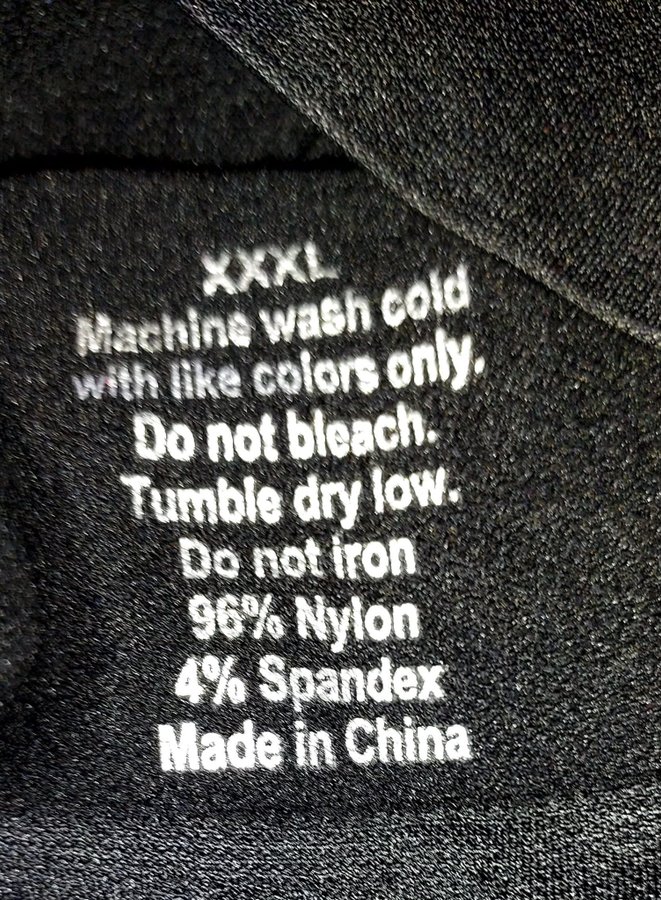 XXXL
Machine wash cold
with like colors only.
Do not bleach.
Tumble dry low.
Do not iron
96% Nylon
4% Spandex
Made in China